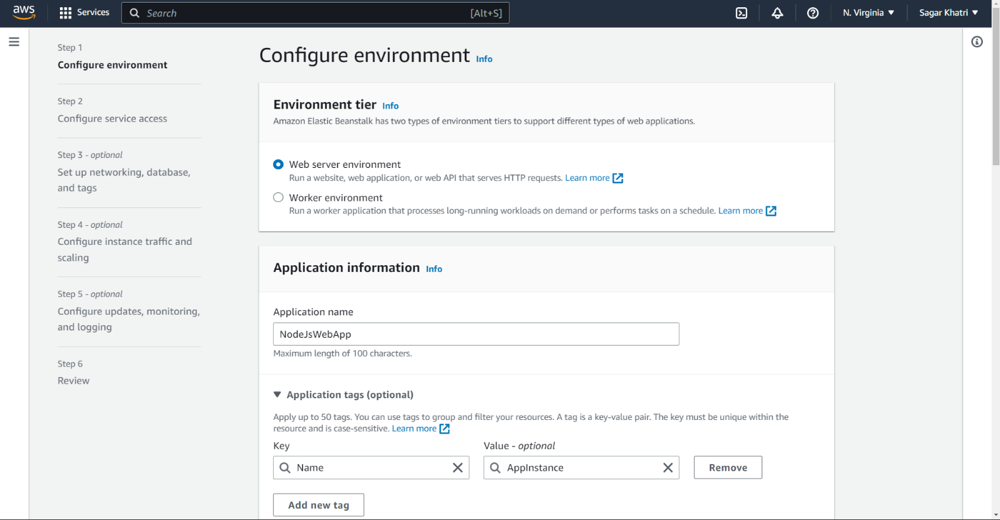 aws
Services
Search [Alt+S]
N. Virginia
Sagar Khatri
Step 1
Configure environment
Step 2
Configure service access
Step 3 - optional
Set up networking, database,
and tags
Step 4 - optional
Configure instance traffic and
scaling
Step 5 - optional
Configure updates, monitoring,
and logging
Step 6
Review
Configure environment Info
Environment tier Info
Amazon Elastic Beanstalk has two types of environment tiers to support different types of web applications.
Web server environment
Run a website, web application, or web API that serves HTTP requests. Learn more
Worker environment
Run a worker application that processes long-running workloads on demand or performs tasks on a schedule. Learn more
Application information Info
Application name
NodeJsWebApp
Maximum length of 100 characters.
Application tags (optional)
Apply up to 50 tags. You can use tags to group and filter your resources. A tag is a key-value pair. The key must be unique within the
resource and is case-sensitive. Learn more
Key
Value - optional
Name
AppInstance
Remove
Add new tag